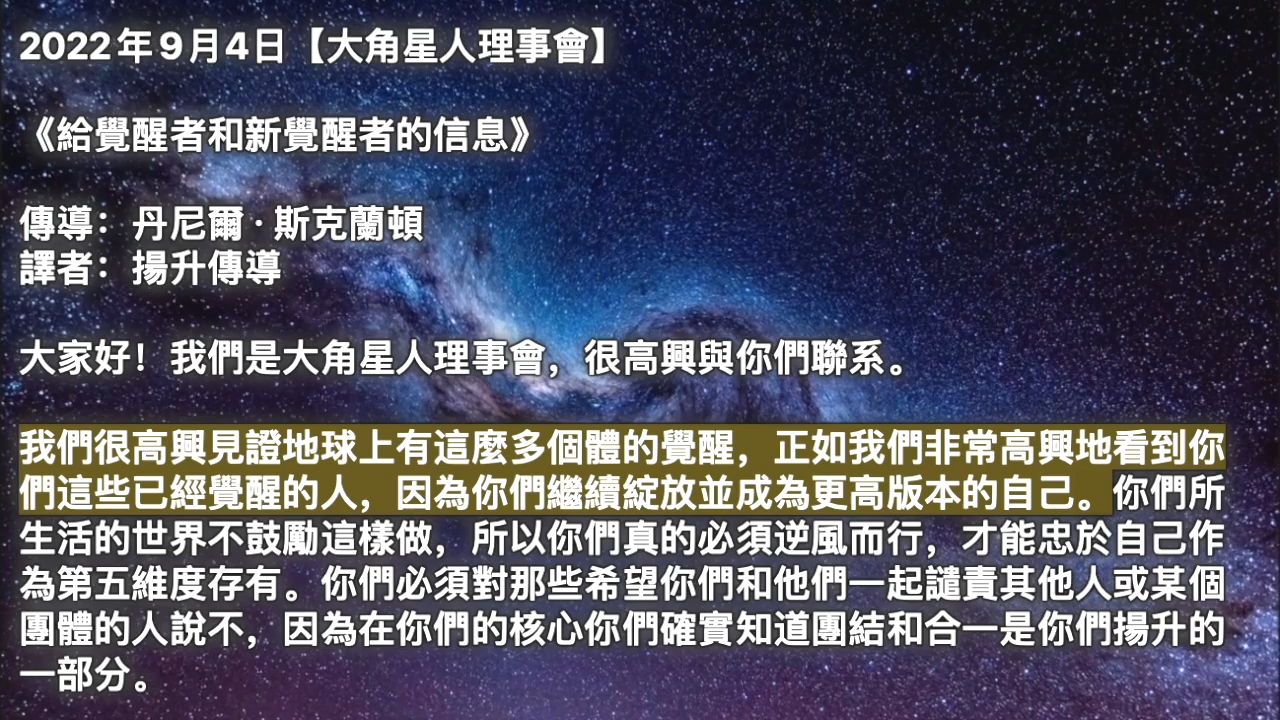 2022年9月4日【大角星人理事會】
《給覺醒者和新覺醒者的信息》
傳導：丹尼爾·斯克蘭頓
譯者：揚升傳導
大家好！我們是大角星人理事會，很高興與你們聯系。
我們很高興見證地球上有這麼多個體的覺醒，正如我們非常高興地看到你
們這些已經覺醒的人，因為你們繼續綻放並成為更高版本的自己。你們所
生活的世界不鼓勵這樣做，所以你們真的必須逆風而行，才能忠於自己作
為第五維度存有。你們必須對那些希望你們和他們一起譴責其他人或某個
團體的人說不，因為在你們的核心你們確實知道團結和合一是你們揚升的
一部分。